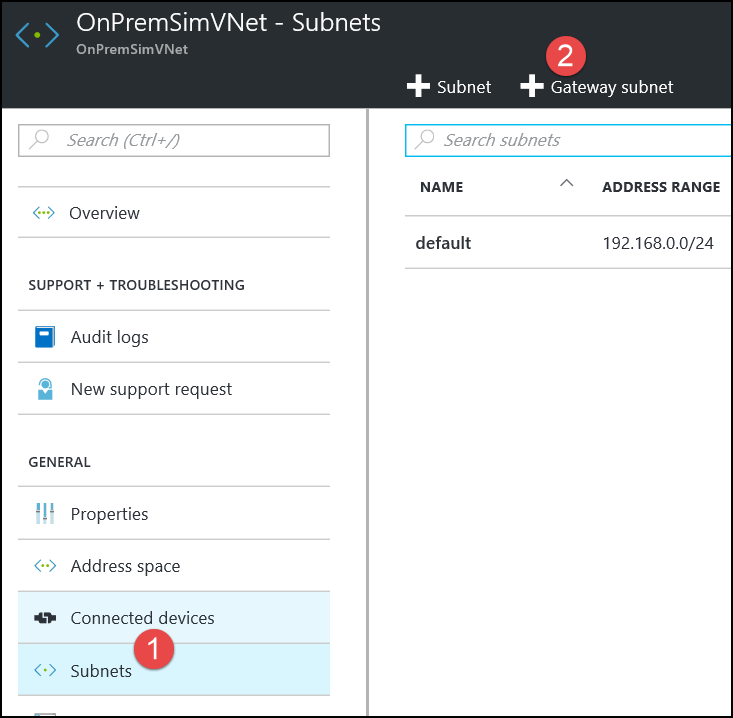 OnPremSimVNet - Subnets
OnPremSimVNet
2
Subnet
Gateway subnet
Search (Ctrl+/)
Overview
SUPPORT + TROUBLESHOOTING
Audit logs
New support request
GENERAL
Properties
Address space
Connected devices
1
Subnets
Search subnets
NAME
ADDRESS RANGE
default
192.168.0.0/24